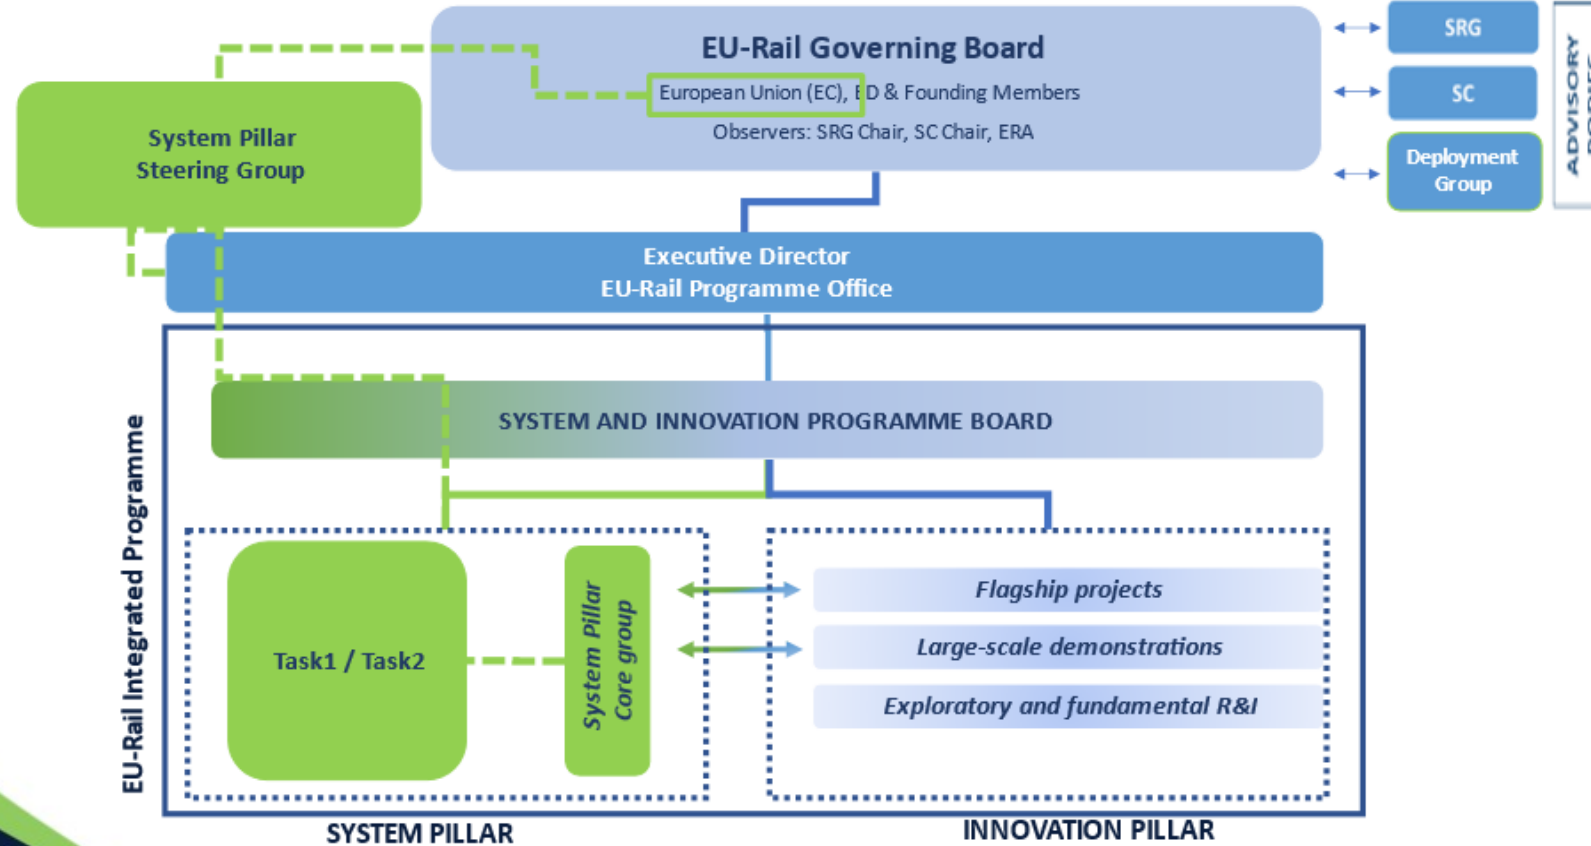 EU-Rail Governing Board
European Union (EC), ED & Founding Members
Observers: SRG Chair, SC Chair, ERA
SRG
SC
Deployment
Group
ADVISORY
System Pillar
Steering Group
Executive Director
EU-Rail Programme Office
EU-Rail Integrated Programme
SYSTEM AND INNOVATION PROGRAMME BOARD
Task1 / Task2
System Pillar
Core group
Flagship projects
Large-scale demonstrations
Exploratory and fundamental R&I
SYSTEM PILLAR
INNOVATION PILLAR